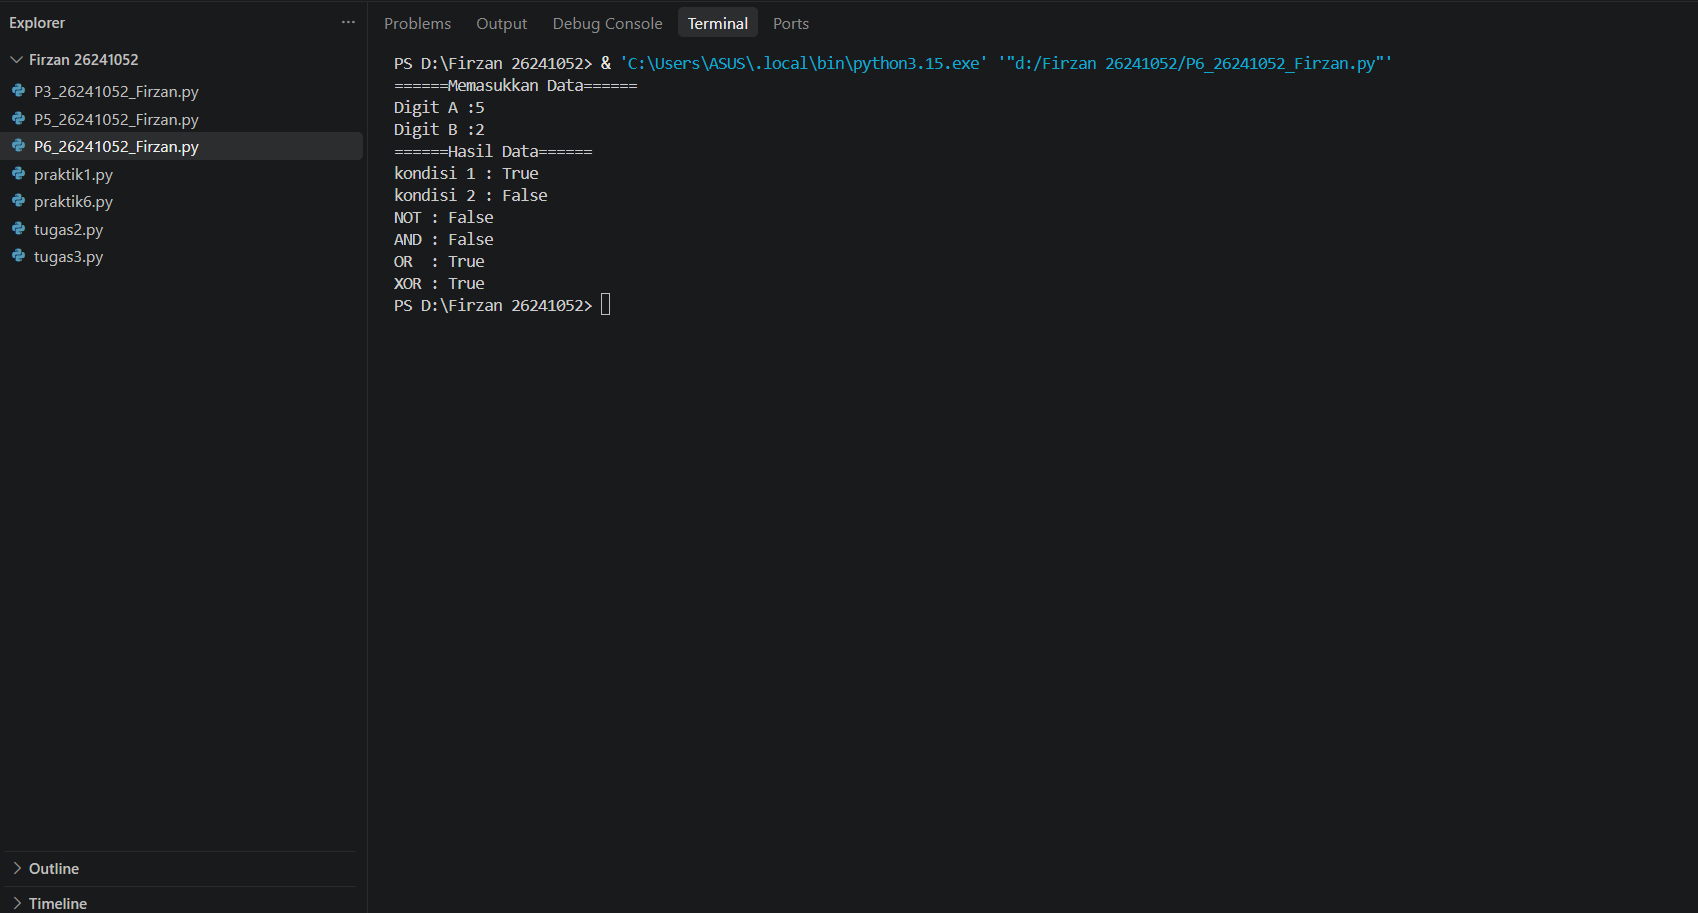 Explorer
Firzan 26241052
P3_26241052_Firzan.py
P5_26241052_Firzan.py
P6_26241052_Firzan.py
praktik1.py
praktik6.py
tugas2.py
tugas3.py
Outline
Timeline
Problems Output Debug Console Terminal Ports
PS D:\Firzan 26241052> & 'C:\Users\ASUS\.local\bin\python3.15.exe' '"d:/Firzan 26241052/P6_26241052_Firzan.py"'
======Memasukkan Data======
Digit A :5
Digit B :2
======Hasil Data======
kondisi 1 : True
kondisi 2 : False
NOT : False
AND : False
OR  : True
XOR : True
PS D:\Firzan 26241052>